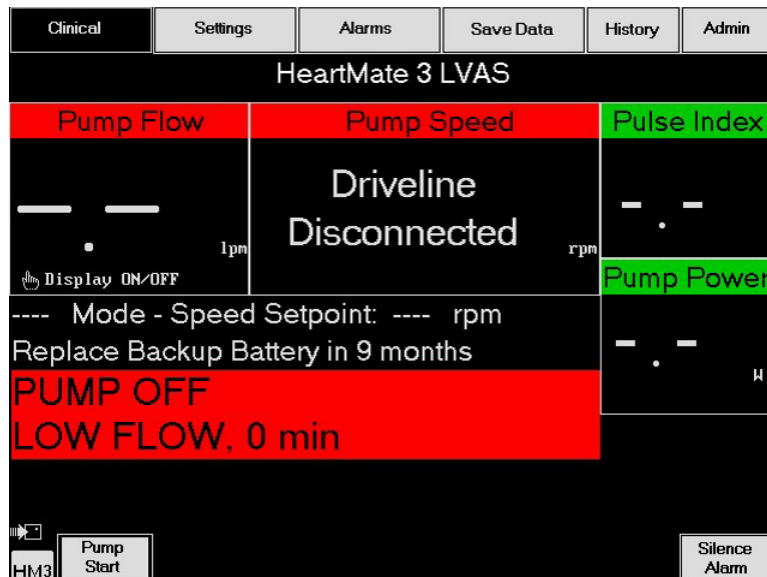 Clinical Settings Alarms Save Data History Admin
HeartMate 3 LVAS
Pump Flow Pump Speed Pulse Index
Driveline
Disconnected
-- -- . lpm rpm - - .
Display ON/OFF
Pump Power
---- Mode - Speed Setpoint: ---- rpm
Replace Backup Battery in 9 months
- - . W
PUMP OFF
LOW FLOW, 0 min
HM3
Pump
Start
Silence
Alarm